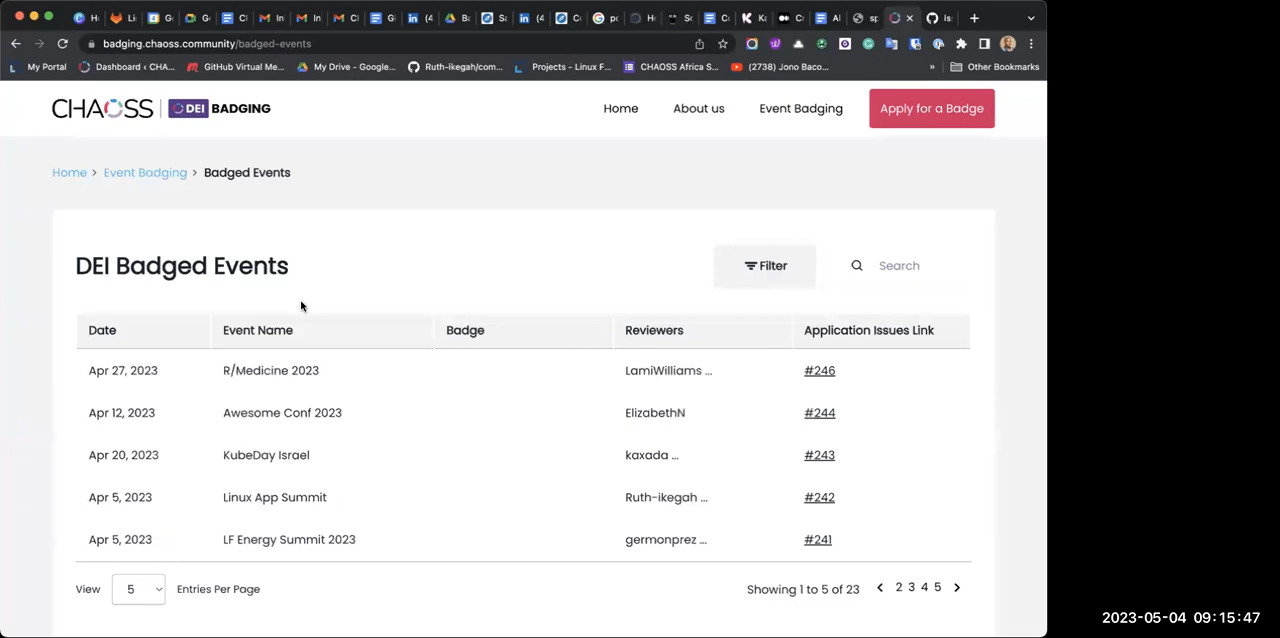 badging.chaoss.community/badged-events
My Portal Dashboard < CHA... GitHub Virtual Me... My Drive - Google... Ruth-ikegah/com... Projects - Linux F... CHAOSS Africa S... (2738) Jono Baco... » Other Bookmarks
CHAOSS DEI BADGING Home About us Event Badging Apply for a Badge
Home > Event Badging > Badged Events
DEI Badged Events Filter Search
Date Event Name Badge Reviewers Application Issues Link
Apr 27, 2023 R/Medicine 2023 LamiWilliams ... #246
Apr 12, 2023 Awesome Conf 2023 ElizabethN #244
Apr 20, 2023 KubeDay Israel kaxada ... #243
Apr 5, 2023 Linux App Summit Ruth-ikegah ... #242
Apr 5, 2023 LF Energy Summit 2023 germonprez ... #241
View 5 Entries Per Page Showing 1 to 5 of 23 < 2 3 4 5 >
2023-05-04 09:15:47